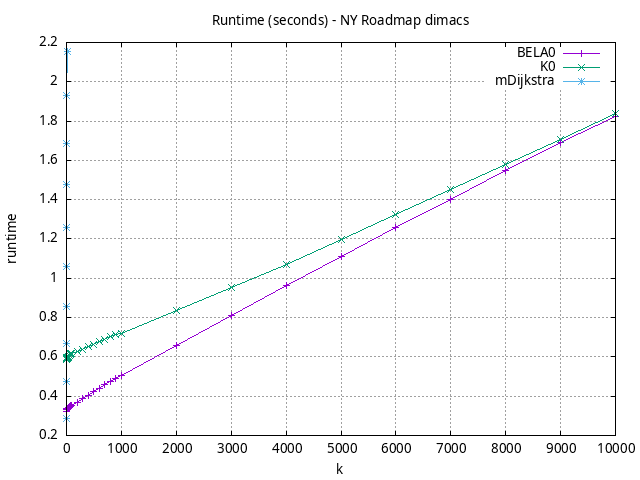 Runtime (seconds) - NY Roadmap dimacs
BELA0
K0
mDijkstra
2.2
2
1.8
1.6
1.4
1.2
1
0.8
0.6
0.4
0.2
runtime
0 1000 2000 3000 4000 5000 6000 7000 8000 9000 10000
k